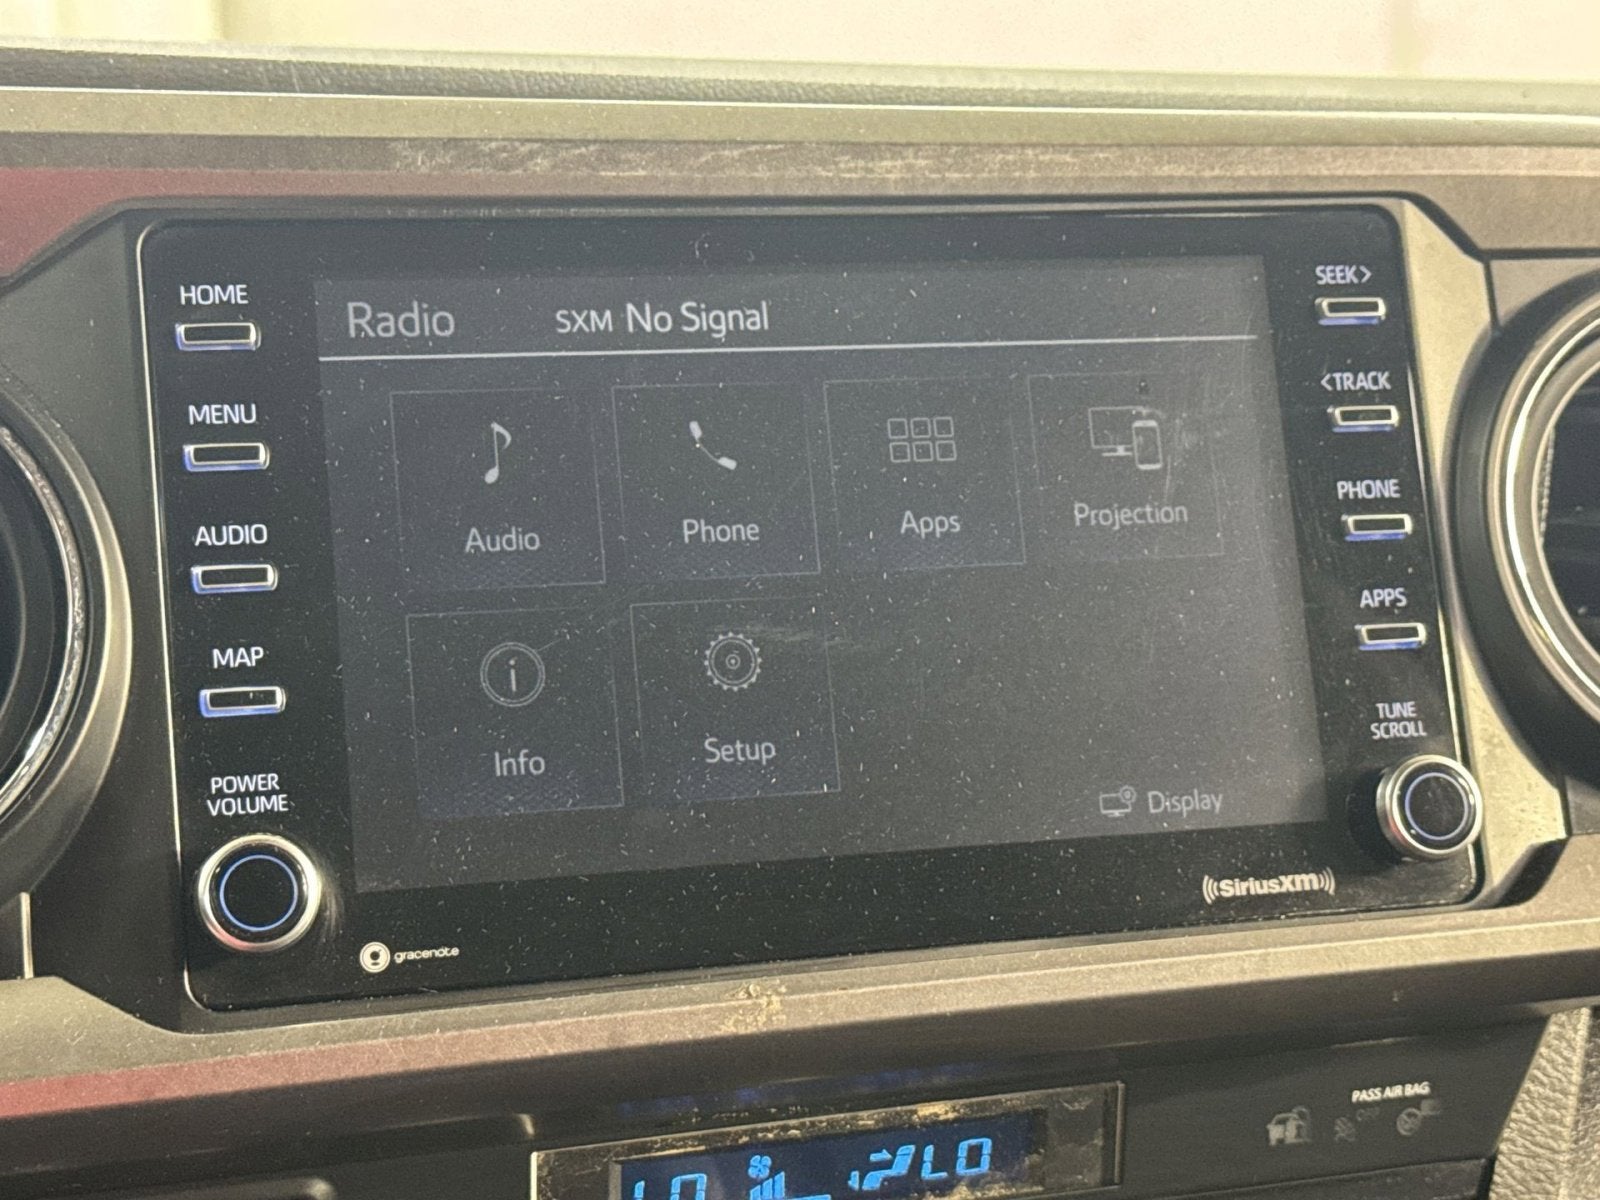 HOME
MENU
AUDIO
MAP
POWER
VOLUME
Radio SXM No Signal
Audio
Phone
Apps
Projection
Info
Setup
Display
SEEK>
<TRACK
PHONE
APPS
TUNE
SCROLL
gracenote
((SiriusXM))
PASS AIR BAG
LO LO